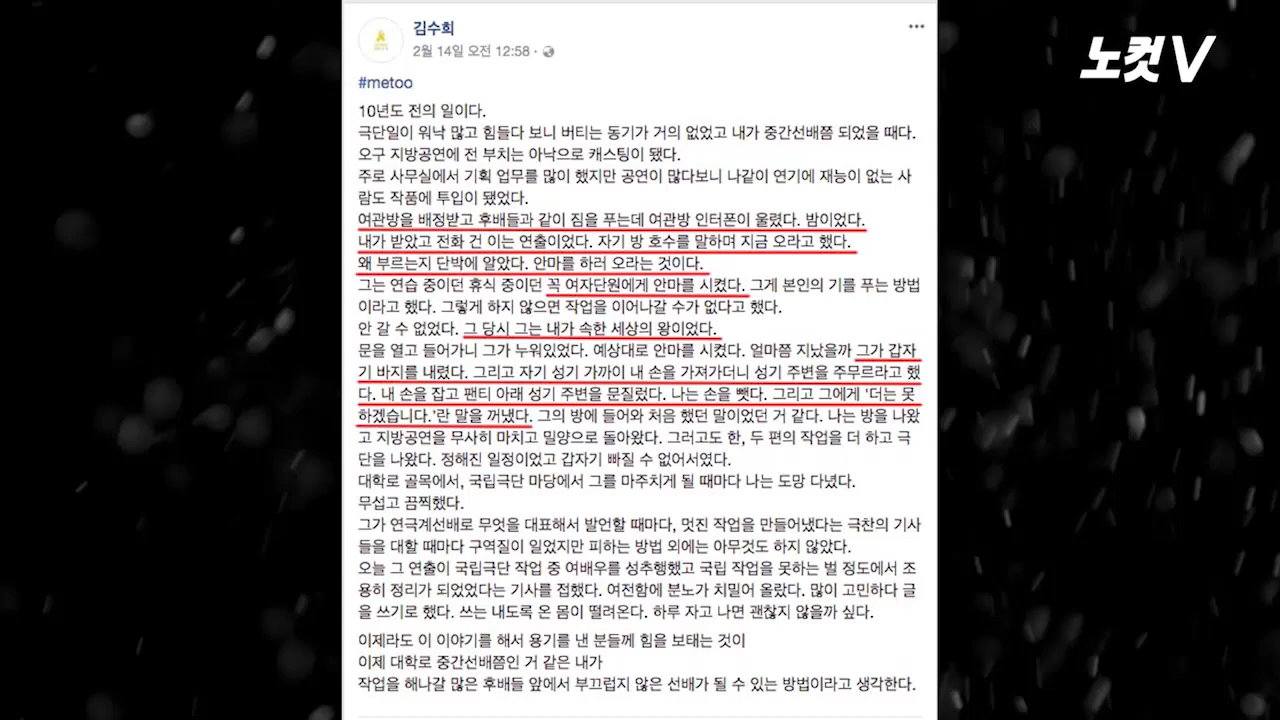 김수희
2월 14일 오전 12:58 ·
노컷V
#metoo
10년도 전의 일이다.
극단일이 워낙 많고 힘들다 보니 버티는 동기가 거의 없었고 내가 중간선배쯤 되었을 때다.
오구 지방공연에 전 부치는 아낙으로 캐스팅이 됐다.
주로 사무실에서 기획 업무를 많이 했지만 공연이 많다보니 나같이 연기에 재능이 없는 사
람도 작품에 투입이 됐었다.
여관방을 배정받고 후배들과 같이 짐을 푸는데 여관방 인터폰이 울렸다. 밤이었다.
내가 받았고 전화 건 이는 연출이었다. 자기 방 호수를 말하며 지금 오라고 했다.
왜 부르는지 단박에 알았다. 안마를 하러 오라는 것이다.
그는 연습 중이던 휴식 중이던 꼭 여자단원에게 안마를 시켰다. 그게 본인의 기를 푸는 방법
이라고 했다. 그렇게 하지 않으면 작업을 이어나갈 수가 없다고 했다.
안 갈 수 없었다. 그 당시 그는 내가 속한 세상의 왕이었다.
문을 열고 들어가니 그가 누워있었다. 예상대로 안마를 시켰다. 얼마쯤 지났을까 그가 갑자
기 바지를 내렸다. 그리고 자기 성기 가까이 내 손을 가져가더니 성기 주변을 주무르라고 했
다. 내 손을 잡고 팬티 아래 성기 주변을 문질렀다. 나는 손을 뺏다. 그리고 그에게 '더는 못
하겠습니다.'란 말을 꺼냈다. 그의 방에 들어와 처음 했던 말이었던 거 같다. 나는 방을 나왔
고 지방공연을 무사히 마치고 밀양으로 돌아왔다. 그러고도 한, 두 편의 작업을 더 하고 극
단을 나왔다. 정해진 일정이었고 갑자기 빠질 수 없어서였다.
대학로 골목에서, 국립극단 마당에서 그를 마주치게 될 때마다 나는 도망 다녔다.
무섭고 끔찍했다.
그가 연극계선배로 무엇을 대표해서 발언할 때마다, 멋진 작업을 만들어냈다는 극찬의 기사
들을 대할 때마다 구역질이 일었지만 피하는 방법 외에는 아무것도 하지 않았다.
오늘 그 연출이 국립극단 작업 중 여배우를 성추행했고 국립 작업을 못하는 벌 정도에서 조
용히 정리가 되었었다는 기사를 접했다. 여전함에 분노가 치밀어 올랐다. 많이 고민하다 글
을 쓰기로 했다. 쓰는 내도록 온 몸이 떨려온다. 하루 자고 나면 괜찮지 않을까 싶다.
이제라도 이 이야기를 해서 용기를 낸 분들께 힘을 보태는 것이
이제 대학로 중간선배쯤인 거 같은 내가
작업을 해나갈 많은 후배들 앞에서 부끄럽지 않은 선배가 될 수 있는 방법이라고 생각한다.